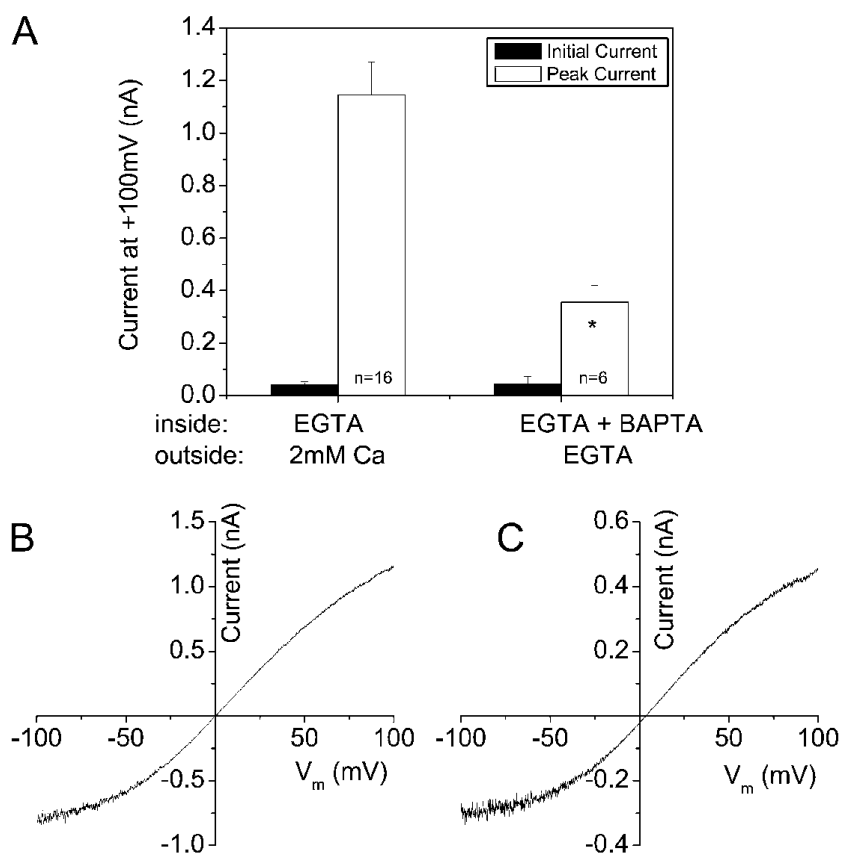 A
Current at +100mV (nA)
1.4
1.2
1.0
0.8
0.6
0.4
0.2
0.0
Initial Current
Peak Current
n=16
*
n=6
inside: EGTA EGTA + BAPTA
outside: 2mM Ca EGTA
B
Current (nA)
1.5
1.0
0.5
-0.5
-1.0
-100 -50 50 100
Vm (mV)
C
Current (nA)
0.6
0.4
0.2
-0.2
-0.4
-100 -50 50 100
Vm (mV)